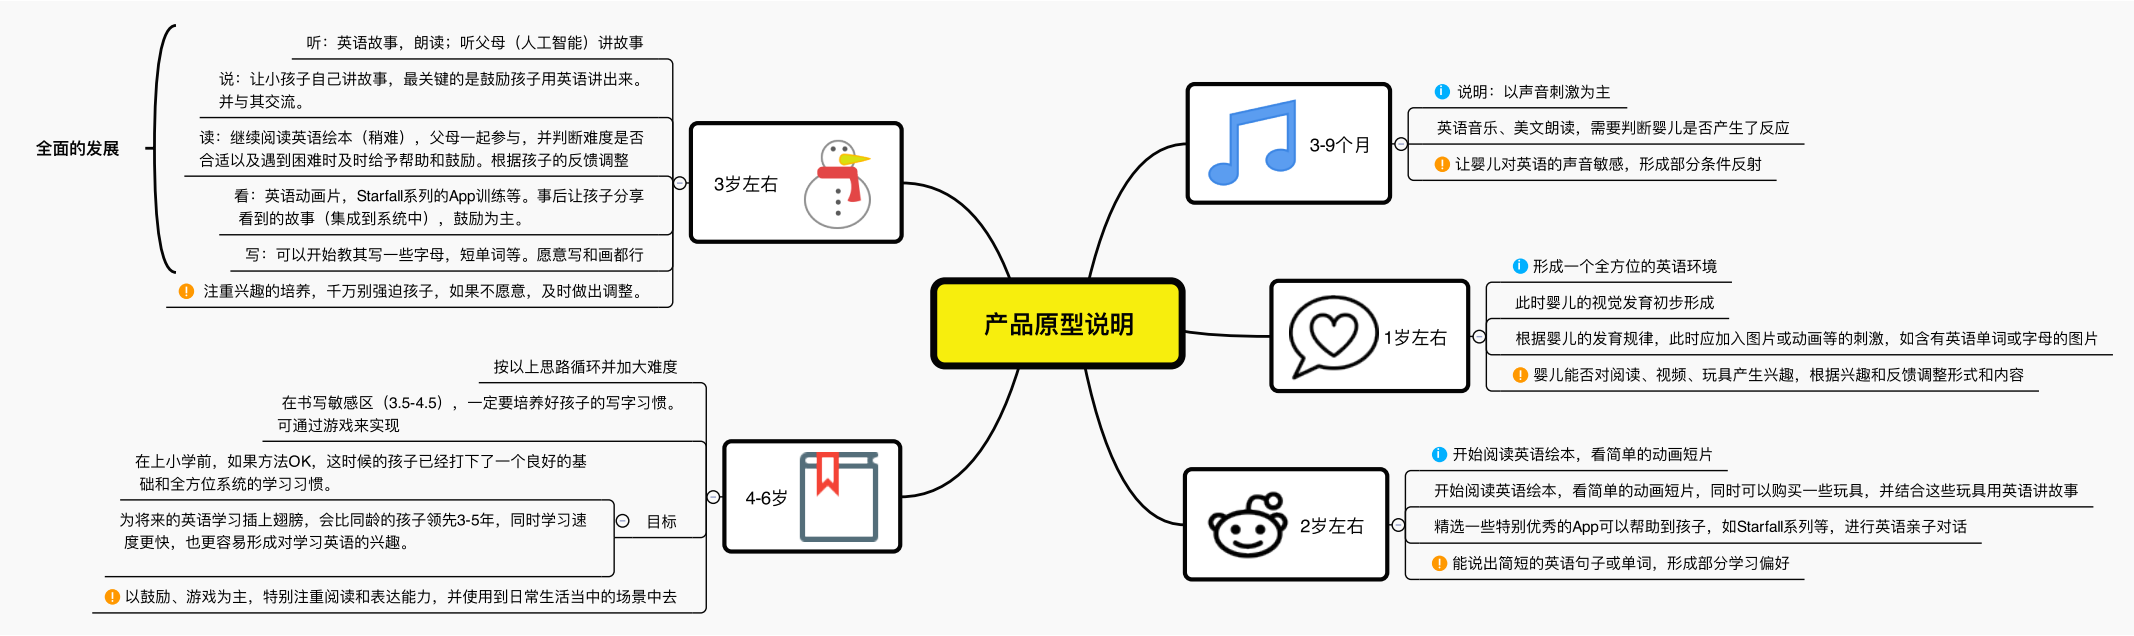 产品原型说明
3-9个月
说明：以声音刺激为主
英语音乐、美文朗读，需要判断婴儿是否产生了反应
让婴儿对英语的声音敏感，形成部分条件反射
1岁左右
形成一个全方位的英语环境
此时婴儿的视觉发育初步形成
根据婴儿的发育规律，此时应加入图片或动画等的刺激，如含有英语单词或字母的图片
婴儿能否对阅读、视频、玩具产生兴趣，根据兴趣和反馈调整形式和内容
2岁左右
开始阅读英语绘本，看简单的动画短片
开始阅读英语绘本，看简单的动画短片，同时可以购买一些玩具，并结合这些玩具用英语讲故事
精选一些特别优秀的App可以帮助到孩子，如Starfall系列等，进行英语亲子对话
能说出简短的英语句子或单词，形成部分学习偏好
3岁左右
听：英语故事，朗读；听父母（人工智能）讲故事
说：让小孩子自己讲故事，最关键的是鼓励孩子用英语讲出来。
并与其交流。
读：继续阅读英语绘本（稍难），父母一起参与，并判断难度是否
合适以及遇到困难时及时给予帮助和鼓励。根据孩子的反馈调整
看：英语动画片，Starfall系列的App训练等。事后让孩子分享
看到的故事（集成到系统中），鼓励为主。
写：可以开始教其写一些字母，短单词等。愿意写和画都行
全面的发展
注重兴趣的培养，千万别强迫孩子，如果不愿意，及时做出调整。
4-6岁
按以上思路循环并加大难度
在书写敏感区（3.5-4.5），一定要培养好孩子的写字习惯。
可通过游戏来实现
目标
在上小学前，如果方法OK，这时候的孩子已经打下了一个良好的基
础和全方位系统的学习习惯。
为将来的英语学习插上翅膀，会比同龄的孩子领先3-5年，同时学习速
度更快，也更容易形成对学习英语的兴趣。
以鼓励、游戏为主，特别注重阅读和表达能力，并使用到日常生活当中的场景中去